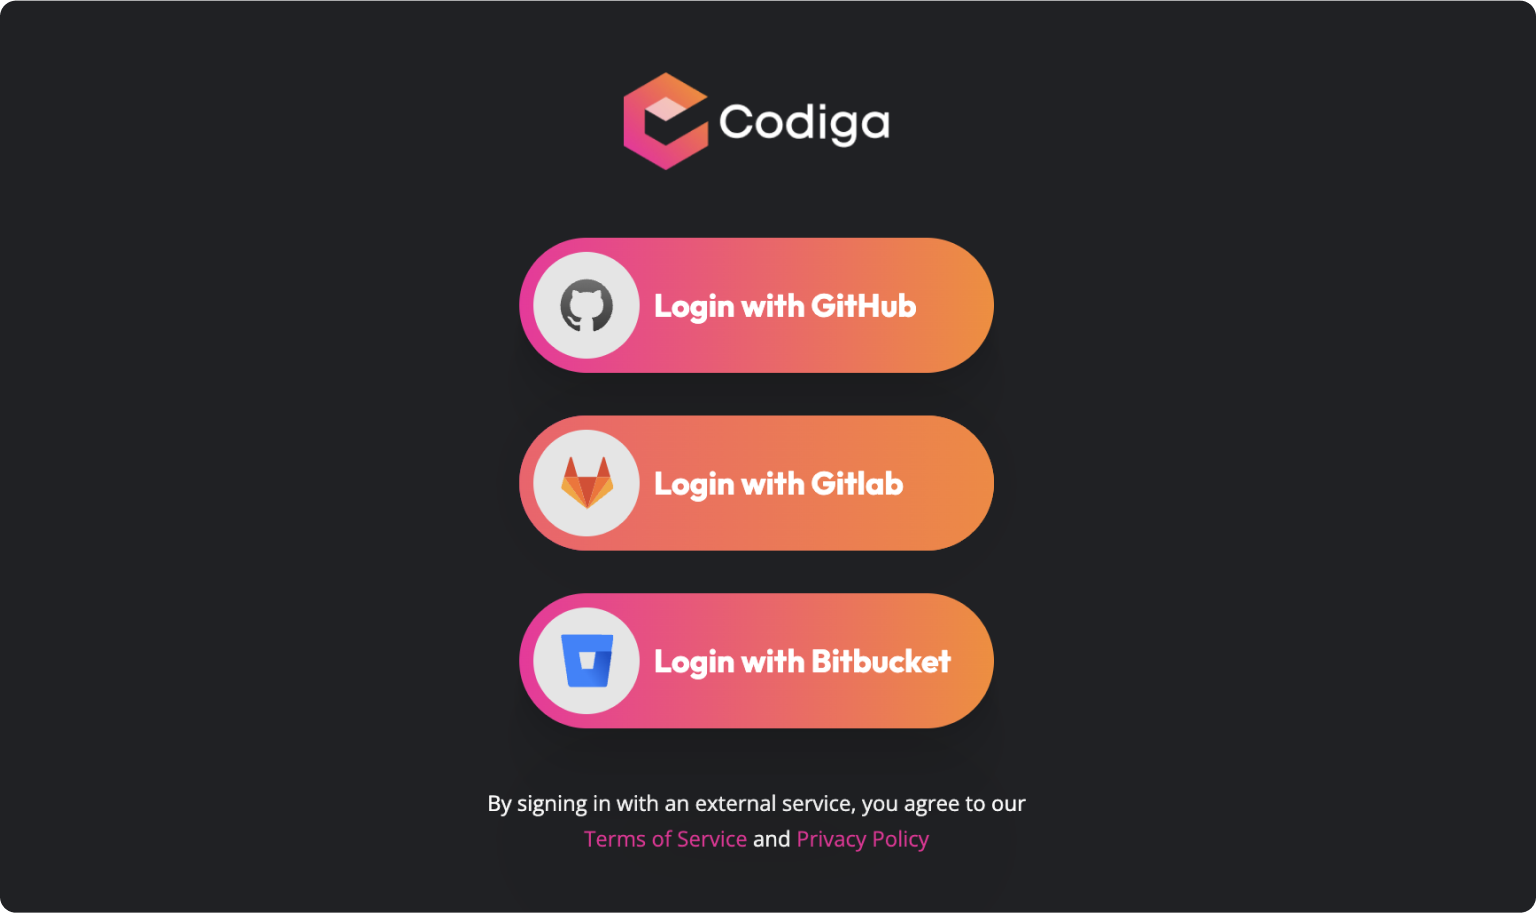 Codiga
Login with GitHub
Login with Gitlab
Login with Bitbucket
By signing in with an external service, you agree to our
Terms of Service and Privacy Policy